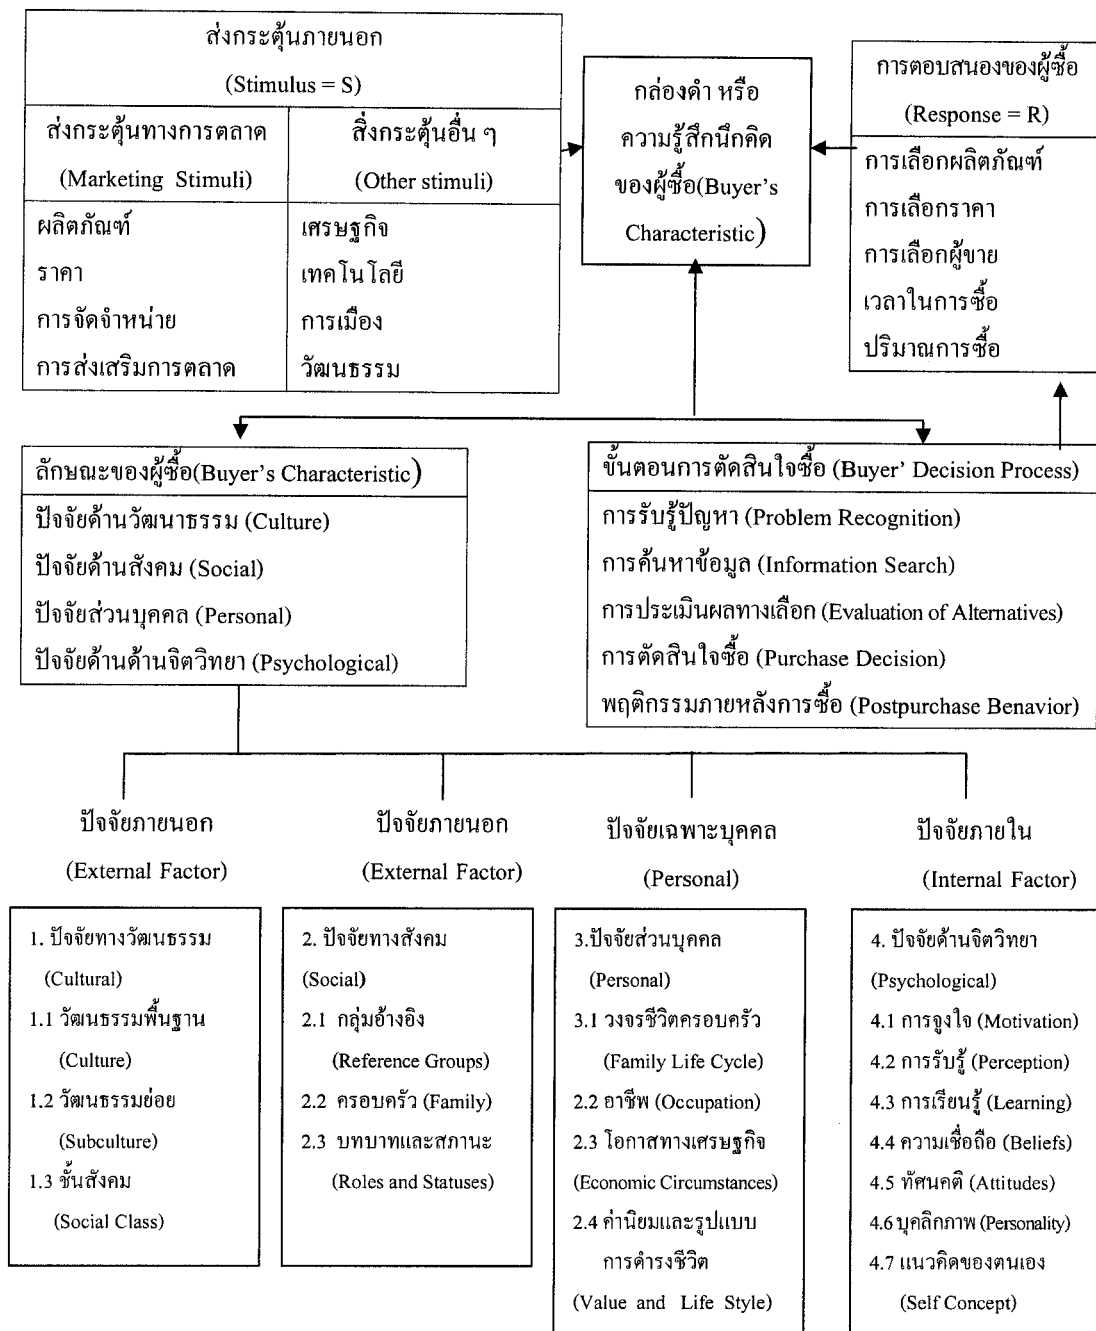 ส่งกระตุ้นภายนอก
(Stimulus = S)
ส่งกระตุ้นทางการตลาด
(Marketing Stimuli)
ผลิตภัณฑ์
ราคา
การจัดจำหน่าย
การส่งเสริมการตลาด
สิ่งกระตุ้นอื่น ๆ
(Other stimuli)
เศรษฐกิจ
เทคโนโลยี
การเมือง
วัฒนธรรม
กล่องดำ หรือ
ความรู้สึกนึกคิด
ของผู้ซื้อ(Buyer's
Characteristic)
การตอบสนองของผู้ซื้อ
(Response = R)
การเลือกผลิตภัณฑ์
การเลือกราคา
การเลือกผู้ขาย
เวลาในการซื้อ
ปริมาณการซื้อ
ลักษณะของผู้ซื้อ(Buyer's Characteristic)
ปัจจัยด้านวัฒนาธรรม (Culture)
ปัจจัยด้านสังคม (Social)
ปัจจัยส่วนบุคคล (Personal)
ปัจจัยด้านด้านจิตวิทยา (Psychological)
ขั้นตอนการตัดสินใจซื้อ (Buyer' Decision Process)
การรับรู้ปัญหา (Problem Recognition)
การค้นหาข้อมูล (Information Search)
การประเมินผลทางเลือก (Evaluation of Alternatives)
การตัดสินใจซื้อ (Purchase Decision)
พฤติกรรมภายหลังการซื้อ (Postpurchase Benavior)
ปัจจัยภายนอก
(External Factor)
1. ปัจจัยทางวัฒนธรรม
(Cultural)
1.1 วัฒนธรรมพื้นฐาน
(Culture)
1.2 วัฒนธรรมย่อย
(Subculture)
1.3 ชั้นสังคม
(Social Class)
ปัจจัยภายนอก
(External Factor)
2. ปัจจัยทางสังคม
(Social)
2.1 กลุ่มอ้างอิง
(Reference Groups)
2.2 ครอบครัว (Family)
2.3 บทบาทและสภานะ
(Roles and Statuses)
ปัจจัยเฉพาะบุคคล
(Personal)
3.ปัจจัยส่วนบุคคล
(Personal)
3.1 วงจรชีวิตครอบครัว
(Family Life Cycle)
2.2 อาชีพ (Occupation)
2.3 โอกาสทางเศรษฐกิจ
(Economic Circumstances)
2.4 ค่านิยมและรูปแบบ
การดำรงชีวิต
(Value and Life Style)
ปัจจัยภายใน
(Internal Factor)
4. ปัจจัยด้านจิตวิทยา
(Psychological)
4.1 การจูงใจ (Motivation)
4.2 การรับรู้ (Perception)
4.3 การเรียนรู้ (Learning)
4.4 ความเชื่อถือ (Beliefs)
4.5 ทัศนคติ (Attitudes)
4.6 บุคลิกภาพ (Personality)
4.7 แนวคิดของตนเอง
(Self Concept)